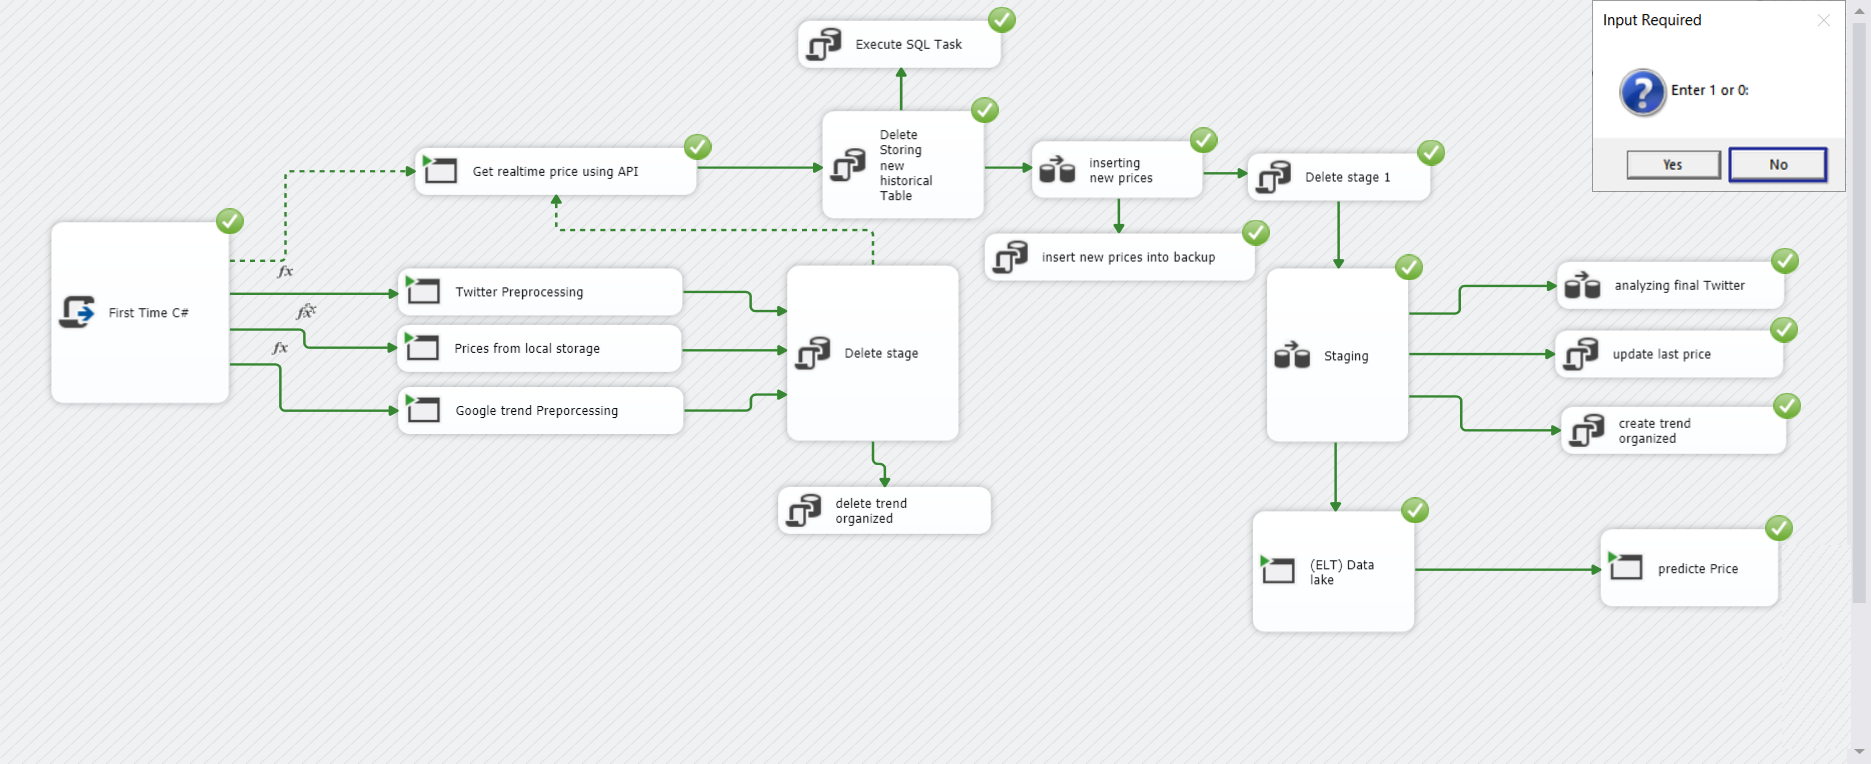 Input Required
Enter 1 or 0:
Yes
No
Execute SQL Task
Delete
Storing
new
historical
Table
Get realtime price using API
inserting
new prices
Delete stage 1
insert new prices into backup
First Time C#
fx
fx
fx
fx
Twitter Preprocessing
Prices from local storage
Google trend Preporcessing
Delete stage
delete trend
organized
Staging
analyzing final Twitter
update last price
create trend
organized
(ELT) Data
lake
predicte Price